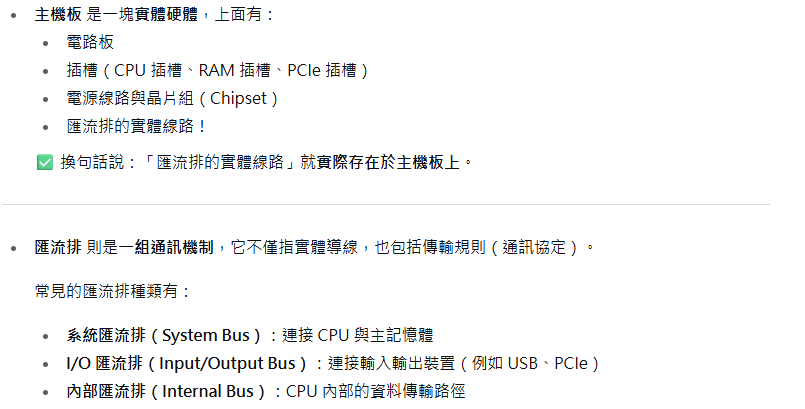 主機板 是一塊實體硬體，上面有：
電路板
插槽（CPU 插槽、RAM 插槽、PCIe 插槽）
電源線路與晶片組（Chipset）
匯流排的實體線路！
✅ 換句話說：「匯流排的實體線路」就實際存在於主機板上。
匯流排 則是一組通訊機制，它不僅指實體導線，也包括傳輸規則（通訊協定）。
常見的匯流排種類有：
系統匯流排（System Bus）：連接 CPU 與主記憶體
I/O 匯流排（Input/Output Bus）：連接輸入輸出裝置（例如 USB、PCIe）
內部匯流排（Internal Bus）：CPU 內部的資料傳輸路徑